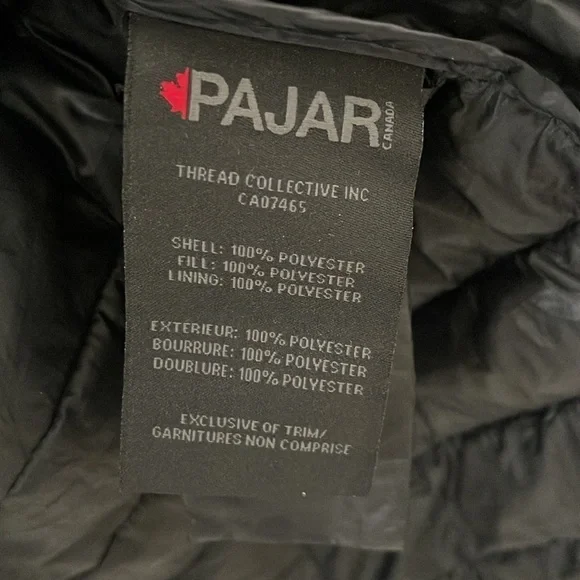 PAJAR CANADA
THREAD COLLECTIVE INC
CA07465
SHELL: 100% POLYESTER
FILL: 100% POLYESTER
LINING: 100% POLYESTER
EXTERIEUR: 100% POLYESTER
BOURRURE: 100% POLYESTER
DOUBLURE: 100% POLYESTER
EXCLUSIVE OF TRIM/
GARNITURES NON COMPRISE